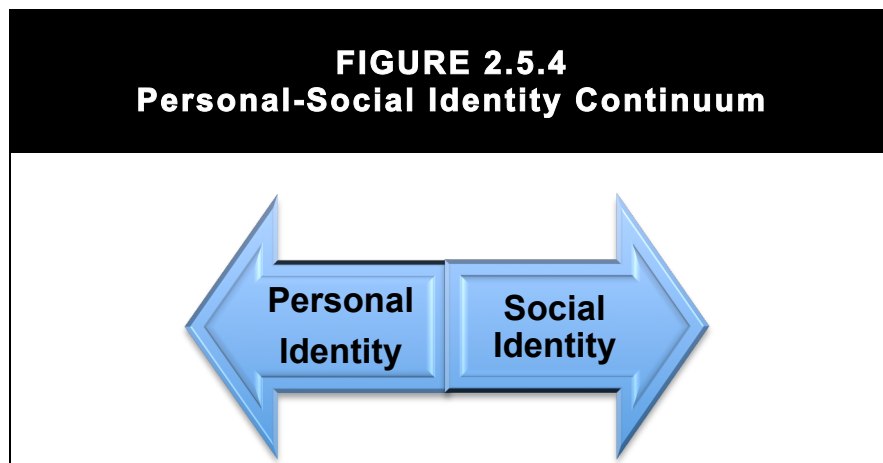 FIGURE 2.5.4
Personal-Social Identity Continuum
Personal
Identity
Social
Identity